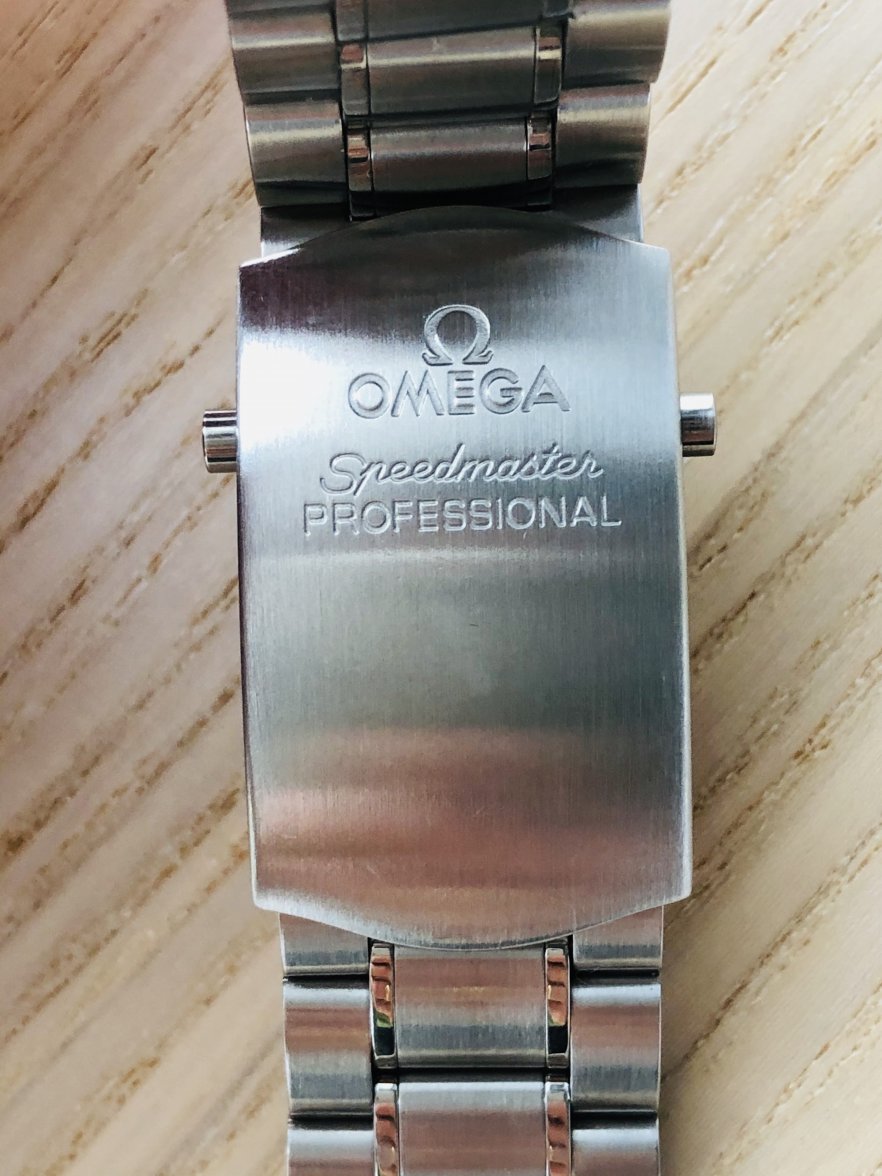 Ω
OMEGA
Speedmaster
PROFESSIONAL